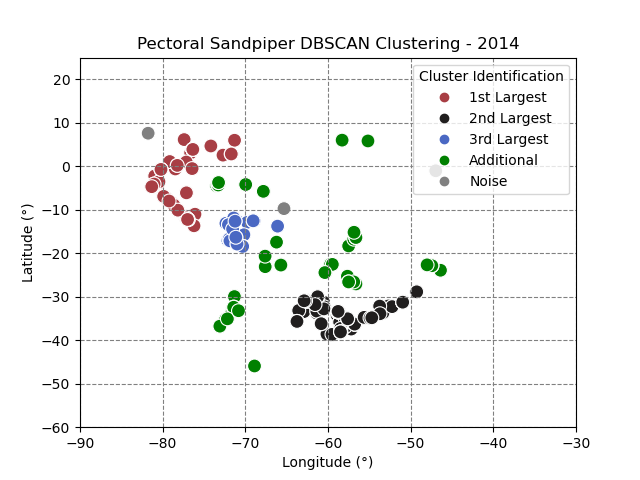 Pectoral Sandpiper DBSCAN Clustering - 2014
Cluster Identification
1st Largest
2nd Largest
3rd Largest
Additional
Noise
Latitude (°)
20
10
0
−10
−20
−30
−40
−50
−60
−90
−80
−70
−60
−50
−40
−30
Longitude (°)